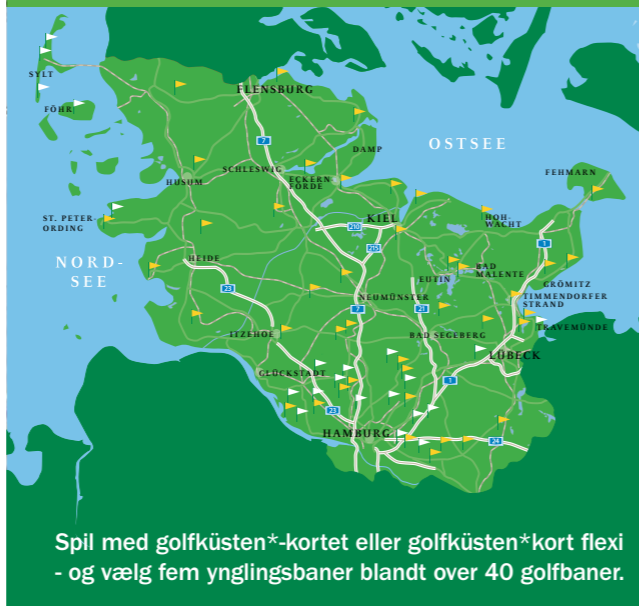 SYLT
FÖHR
FLENSBURG
7
DAMP
OSTSEE
SCHLESWIG
ECKERN
FÖRDE
HUSUM
FEHMARN
ST. PETER-
ORDING
KIEL
HOH-
WACHT
210
215
1
NORD-
SEE
HEIDE
BAD
MALENTE
EUTIN
GRÖMITZ
23
NEUMÜNSTER
TIMMENDORFER
STRAND
7
21
TRAVEMÜNDE
ITZEHOE
BAD SEGEBERG
LÜBECK
GLÜCKSTADT
1
23
HAMBURG
24
Spil med golfküsten*-kortet eller golfküsten*kort flexi
- og vælg fem ynglingsbaner blandt over 40 golfbaner.